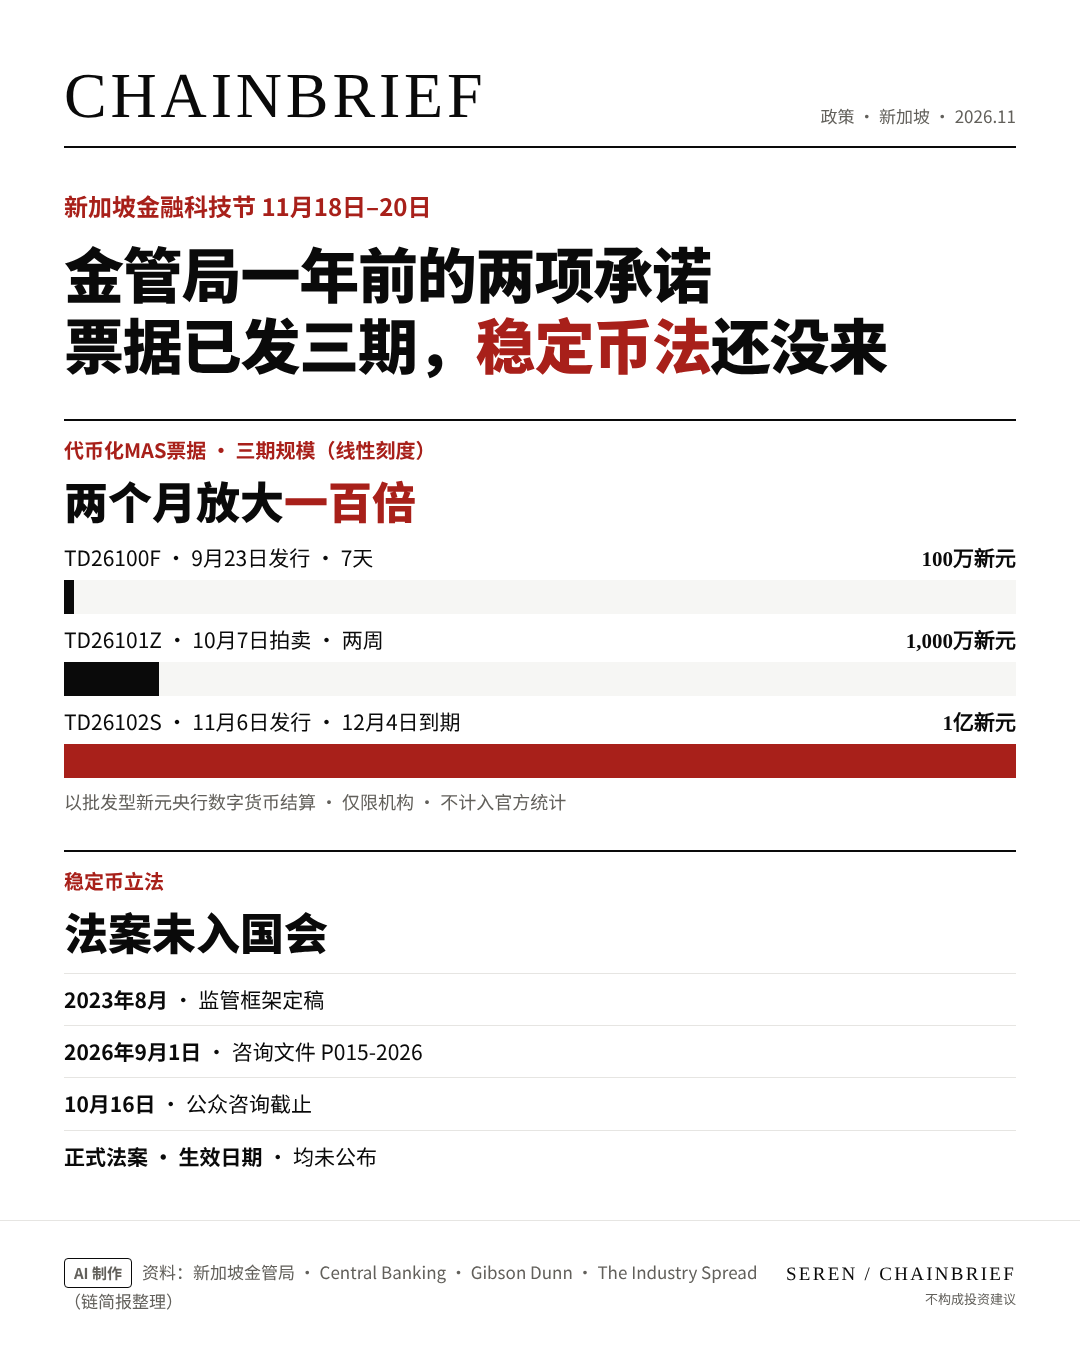 CHAINBRIEF
政策 · 新加坡 · 2026.11
新加坡金融科技节 11月18日–20日
金管局一年前的两项承诺
票据已发三期，稳定币法还没来
代币化MAS票据 · 三期规模（线性刻度）
两个月放大一百倍
TD26100F · 9月23日发行 · 7天
100万新元
TD26101Z · 10月7日拍卖 · 两周
1,000万新元
TD26102S · 11月6日发行 · 12月4日到期
1亿新元
以批发型新元央行数字货币结算 · 仅限机构 · 不计入官方统计
稳定币立法
法案未入国会
2023年8月 · 监管框架定稿
2026年9月1日 · 咨询文件 P015-2026
10月16日 · 公众咨询截止
正式法案 · 生效日期 · 均未公布
AI 制作 资料：新加坡金管局 · Central Banking · Gibson Dunn · The Industry Spread
（链简报整理）
SEREN / CHAINBRIEF
不构成投资建议